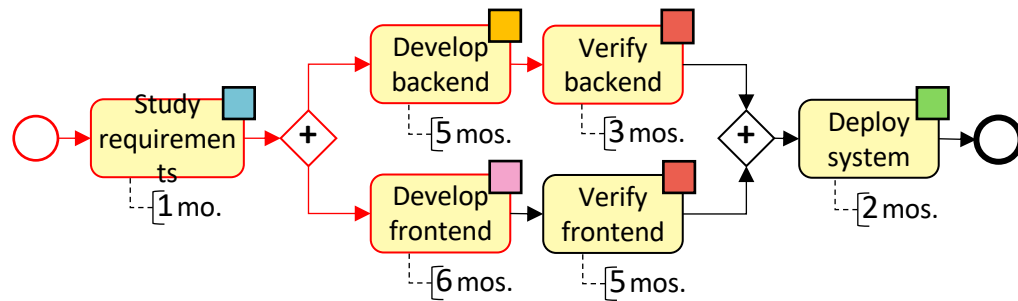 Study
requiremen
ts
1 mo.
+
Develop
backend
5 mos.
Verify
backend
3 mos.
Develop
frontend
6 mos.
Verify
frontend
5 mos.
+
Deploy
system
2 mos.